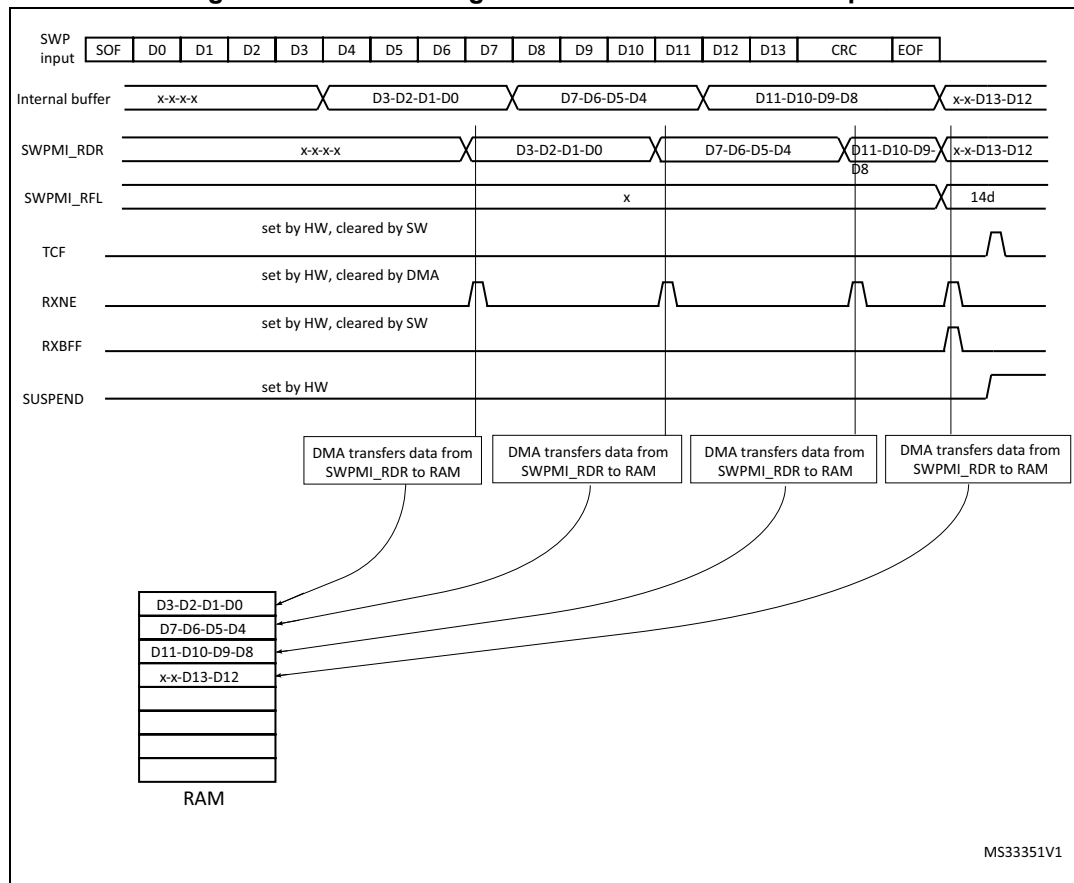 SWP
input
SOF D0 D1 D2 D3 D4 D5 D6 D7 D8 D9 D10 D11 D12 D13 CRC EOF
Internal buffer x-x-x-x D3-D2-D1-D0 D7-D6-D5-D4 D11-D10-D9-D8 x-x-D13-D12
SWPMI_RDR x-x-x-x D3-D2-D1-D0 D7-D6-D5-D4 D11-D10-D9-
D8
x-x-D13-D12
SWPMI_RFL x 14d
set by HW, cleared by SW
TCF
set by HW, cleared by DMA
RXNE
set by HW, cleared by SW
RXBFF
set by HW
SUSPEND
DMA transfers data from
SWPMI_RDR to RAM
DMA transfers data from
SWPMI_RDR to RAM
DMA transfers data from
SWPMI_RDR to RAM
DMA transfers data from
SWPMI_RDR to RAM
D3-D2-D1-D0
D7-D6-D5-D4
D11-D10-D9-D8
x-x-D13-D12
RAM
MS33351V1